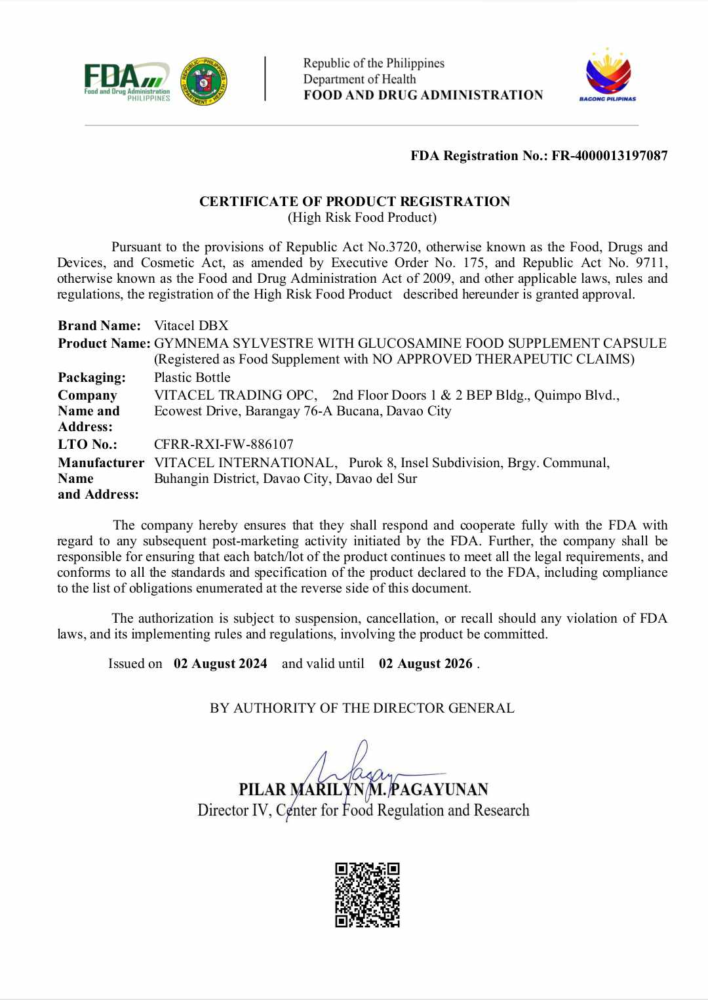 FDA
Food and Drug Administration
PHILIPPINES
REPUBLIC OF THE PHILIPPINES
DEPARTMENT OF HEALTH
Republic of the Philippines
Department of Health
FOOD AND DRUG ADMINISTRATION
BAGONG PILIPINAS
FDA Registration No.: FR-4000013197087
CERTIFICATE OF PRODUCT REGISTRATION
(High Risk Food Product)
Pursuant to the provisions of Republic Act No.3720, otherwise known as the Food, Drugs and
Devices, and Cosmetic Act, as amended by Executive Order No. 175, and Republic Act No. 9711,
otherwise known as the Food and Drug Administration Act of 2009, and other applicable laws, rules and
regulations, the registration of the High Risk Food Product described hereunder is granted approval.
Brand Name: Vitacel DBX
Product Name: GYMNEMA SYLVESTRE WITH GLUCOSAMINE FOOD SUPPLEMENT CAPSULE
(Registered as Food Supplement with NO APPROVED THERAPEUTIC CLAIMS)
Packaging: Plastic Bottle
Company VITACEL TRADING OPC, 2nd Floor Doors 1 & 2 BEP Bldg., Quimpo Blvd.,
Name and Ecowest Drive, Barangay 76-A Bucana, Davao City
Address:
LTO No.: CFRR-RXI-FW-886107
Manufacturer VITACEL INTERNATIONAL, Purok 8, Insel Subdivision, Brgy. Communal,
Name Buhangin District, Davao City, Davao del Sur
and Address:
The company hereby ensures that they shall respond and cooperate fully with the FDA with
regard to any subsequent post-marketing activity initiated by the FDA. Further, the company shall be
responsible for ensuring that each batch/lot of the product continues to meet all the legal requirements, and
conforms to all the standards and specification of the product declared to the FDA, including compliance
to the list of obligations enumerated at the reverse side of this document.
The authorization is subject to suspension, cancellation, or recall should any violation of FDA
laws, and its implementing rules and regulations, involving the product be committed.
Issued on 02 August 2024 and valid until 02 August 2026 .
BY AUTHORITY OF THE DIRECTOR GENERAL
PILAR MARILYN M. PAGAYUNAN
Director IV, Center for Food Regulation and Research